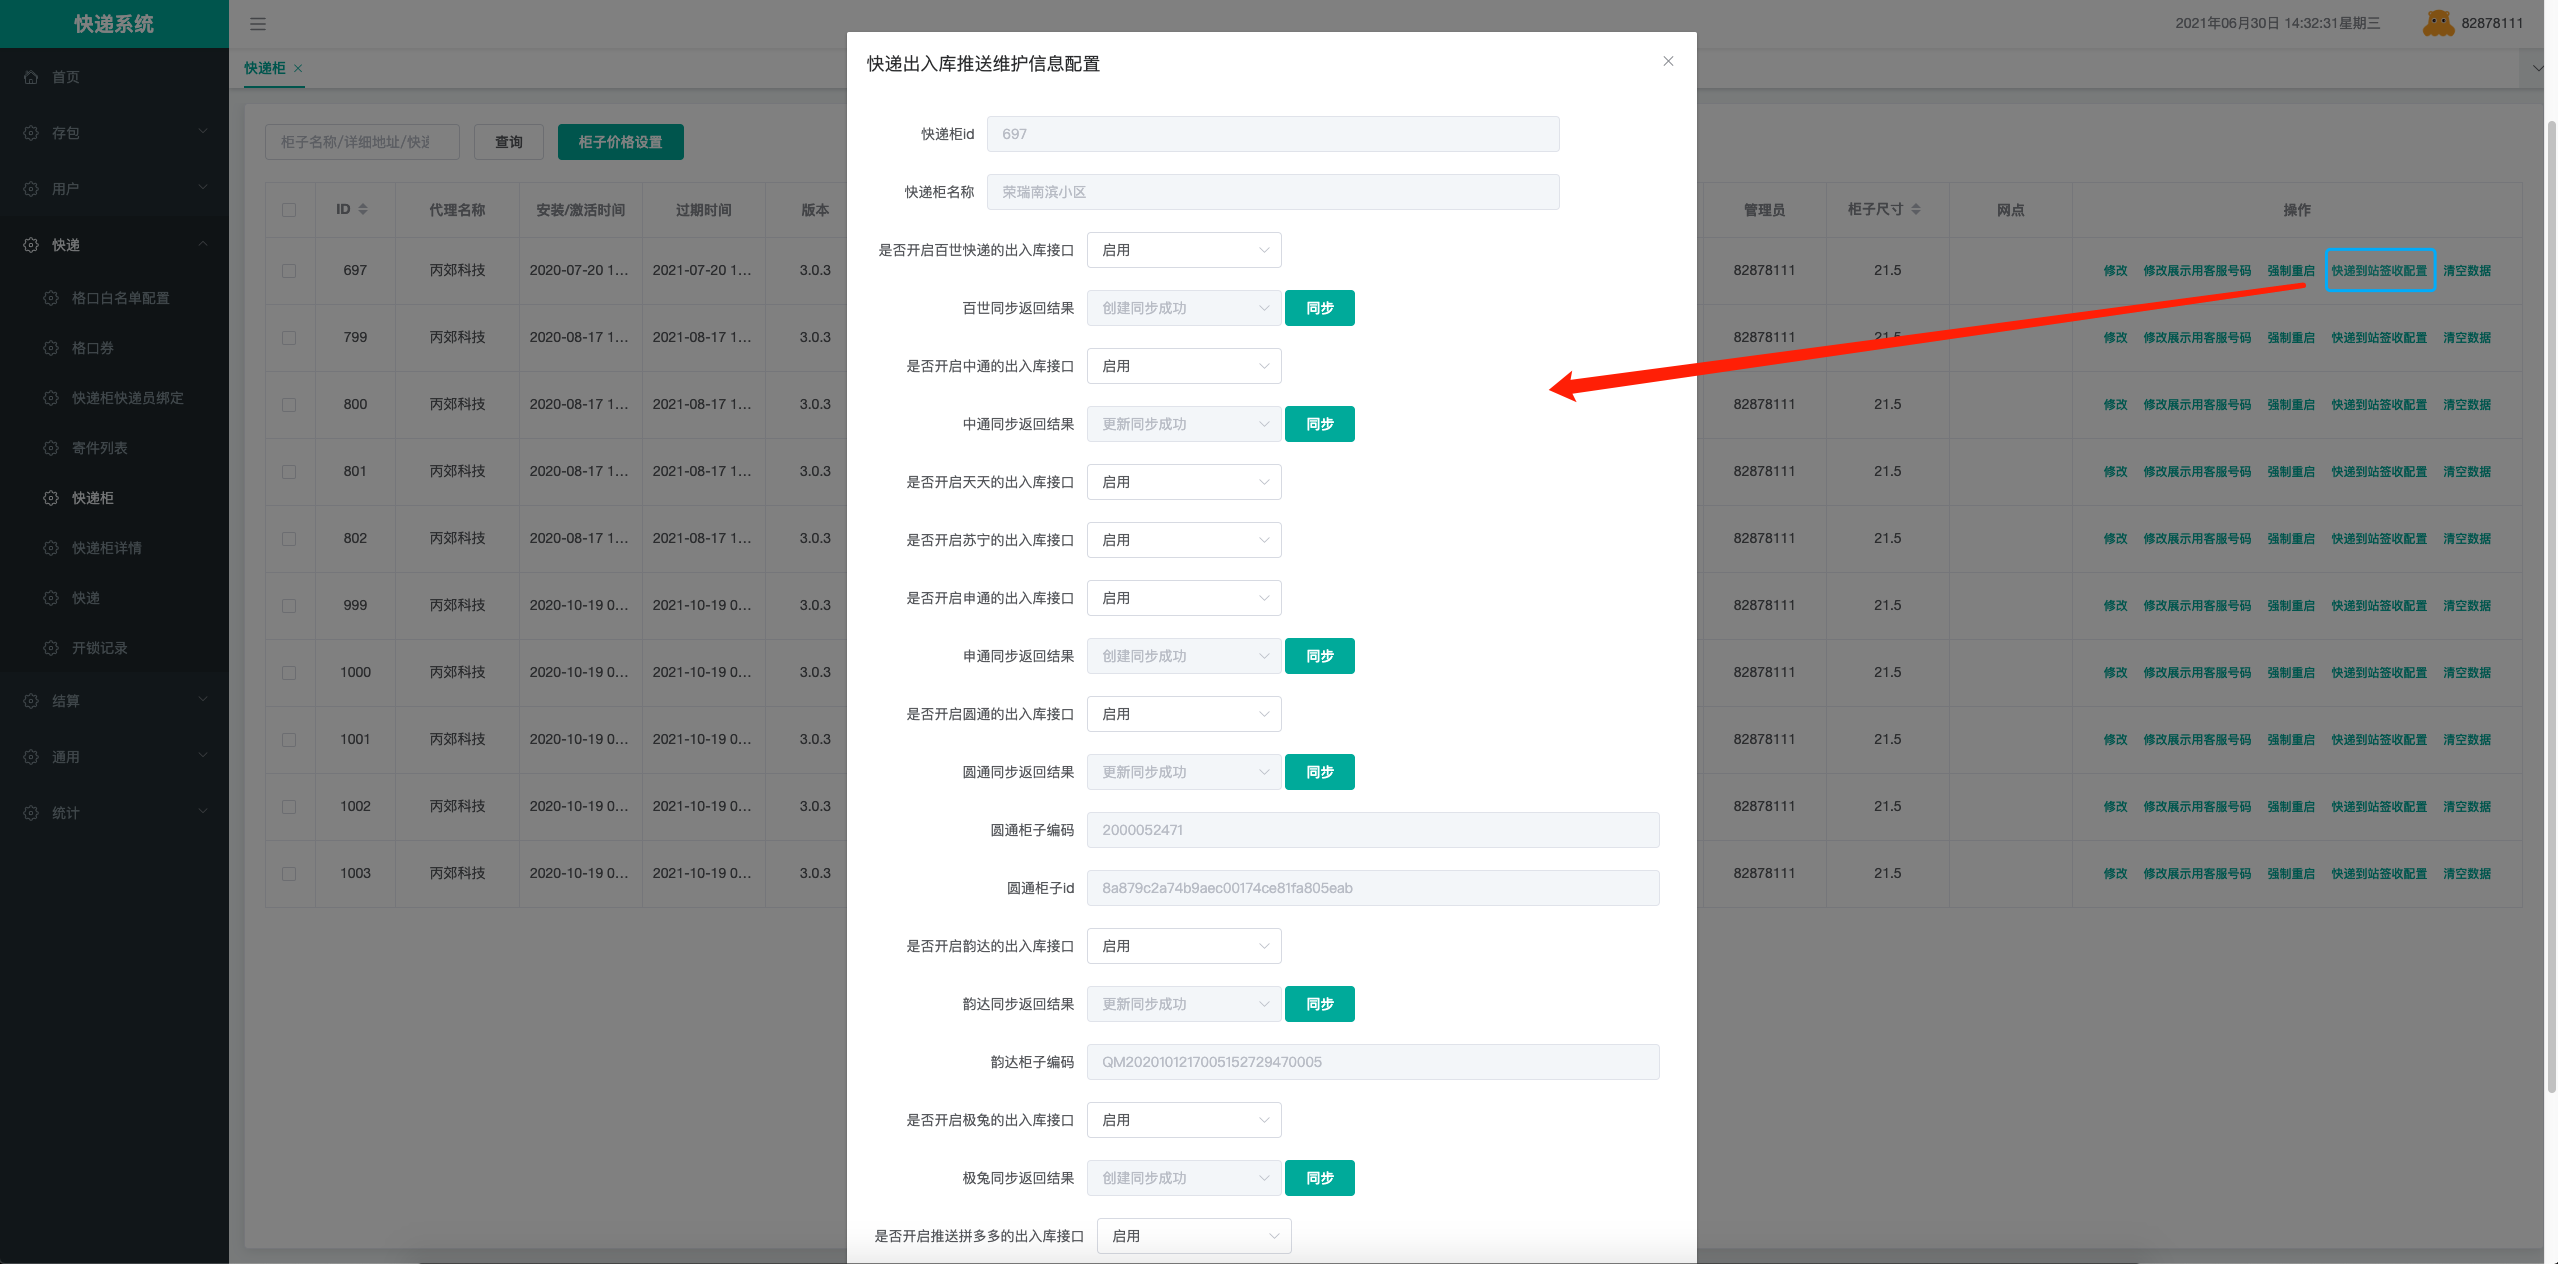 快递系统
2021年06月30日 14:32:31星期三
82878111
首页
存包
用户
快递
格口白名单配置
格口券
快递柜快递员绑定
寄件列表
快递柜
快递柜详情
快递
开锁记录
结算
通用
统计
快递柜
查询
柜子价格设置
ID 代理名称 安装/激活时间 过期时间 版本 管理员 柜子尺寸 网点 操作
697 丙郊科技 2020-07-20 1... 2021-07-20 1... 3.0.3 82878111 21.5 修改 修改展示用客服号码 强制重启 快递到站签收配置 清空数据
799 丙郊科技 2020-08-17 1... 2021-08-17 1... 3.0.3 82878111 21.5 修改 修改展示用客服号码 强制重启 快递到站签收配置 清空数据
800 丙郊科技 2020-08-17 1... 2021-08-17 1... 3.0.3 82878111 21.5 修改 修改展示用客服号码 强制重启 快递到站签收配置 清空数据
801 丙郊科技 2020-08-17 1... 2021-08-17 1... 3.0.3 82878111 21.5 修改 修改展示用客服号码 强制重启 快递到站签收配置 清空数据
802 丙郊科技 2020-08-17 1... 2021-08-17 1... 3.0.3 82878111 21.5 修改 修改展示用客服号码 强制重启 快递到站签收配置 清空数据
999 丙郊科技 2020-10-19 0... 2021-10-19 0... 3.0.3 82878111 21.5 修改 修改展示用客服号码 强制重启 快递到站签收配置 清空数据
1000 丙郊科技 2020-10-19 0... 2021-10-19 0... 3.0.3 82878111 21.5 修改 修改展示用客服号码 强制重启 快递到站签收配置 清空数据
1001 丙郊科技 2020-10-19 0... 2021-10-19 0... 3.0.3 82878111 21.5 修改 修改展示用客服号码 强制重启 快递到站签收配置 清空数据
1002 丙郊科技 2020-10-19 0... 2021-10-19 0... 3.0.3 82878111 21.5 修改 修改展示用客服号码 强制重启 快递到站签收配置 清空数据
1003 丙郊科技 2020-10-19 0... 2021-10-19 0... 3.0.3 82878111 21.5 修改 修改展示用客服号码 强制重启 快递到站签收配置 清空数据
柜子名称/详细地址/快
快递出入库推送维护信息配置
快递柜id 697
快递柜名称 荣瑞南滨小区
是否开启百世快递的出入库接口 启用
百世同步返回结果 创建同步成功 同步
是否开启中通的出入库接口 启用
中通同步返回结果 更新同步成功 同步
是否开启天天的出入库接口 启用
是否开启苏宁的出入库接口 启用
是否开启申通的出入库接口 启用
申通同步返回结果 创建同步成功 同步
是否开启圆通的出入库接口 启用
圆通同步返回结果 更新同步成功 同步
圆通柜子编码 2000052471
圆通柜子id 8a879c2a74b9aec00174ce81fa805eab
是否开启韵达的出入库接口 启用
韵达同步返回结果 更新同步成功 同步
韵达柜子编码 QM2020101217005152729470005
是否开启极兔的出入库接口 启用
极兔同步返回结果 创建同步成功 同步
是否开启推送拼多多的出入库接口 启用